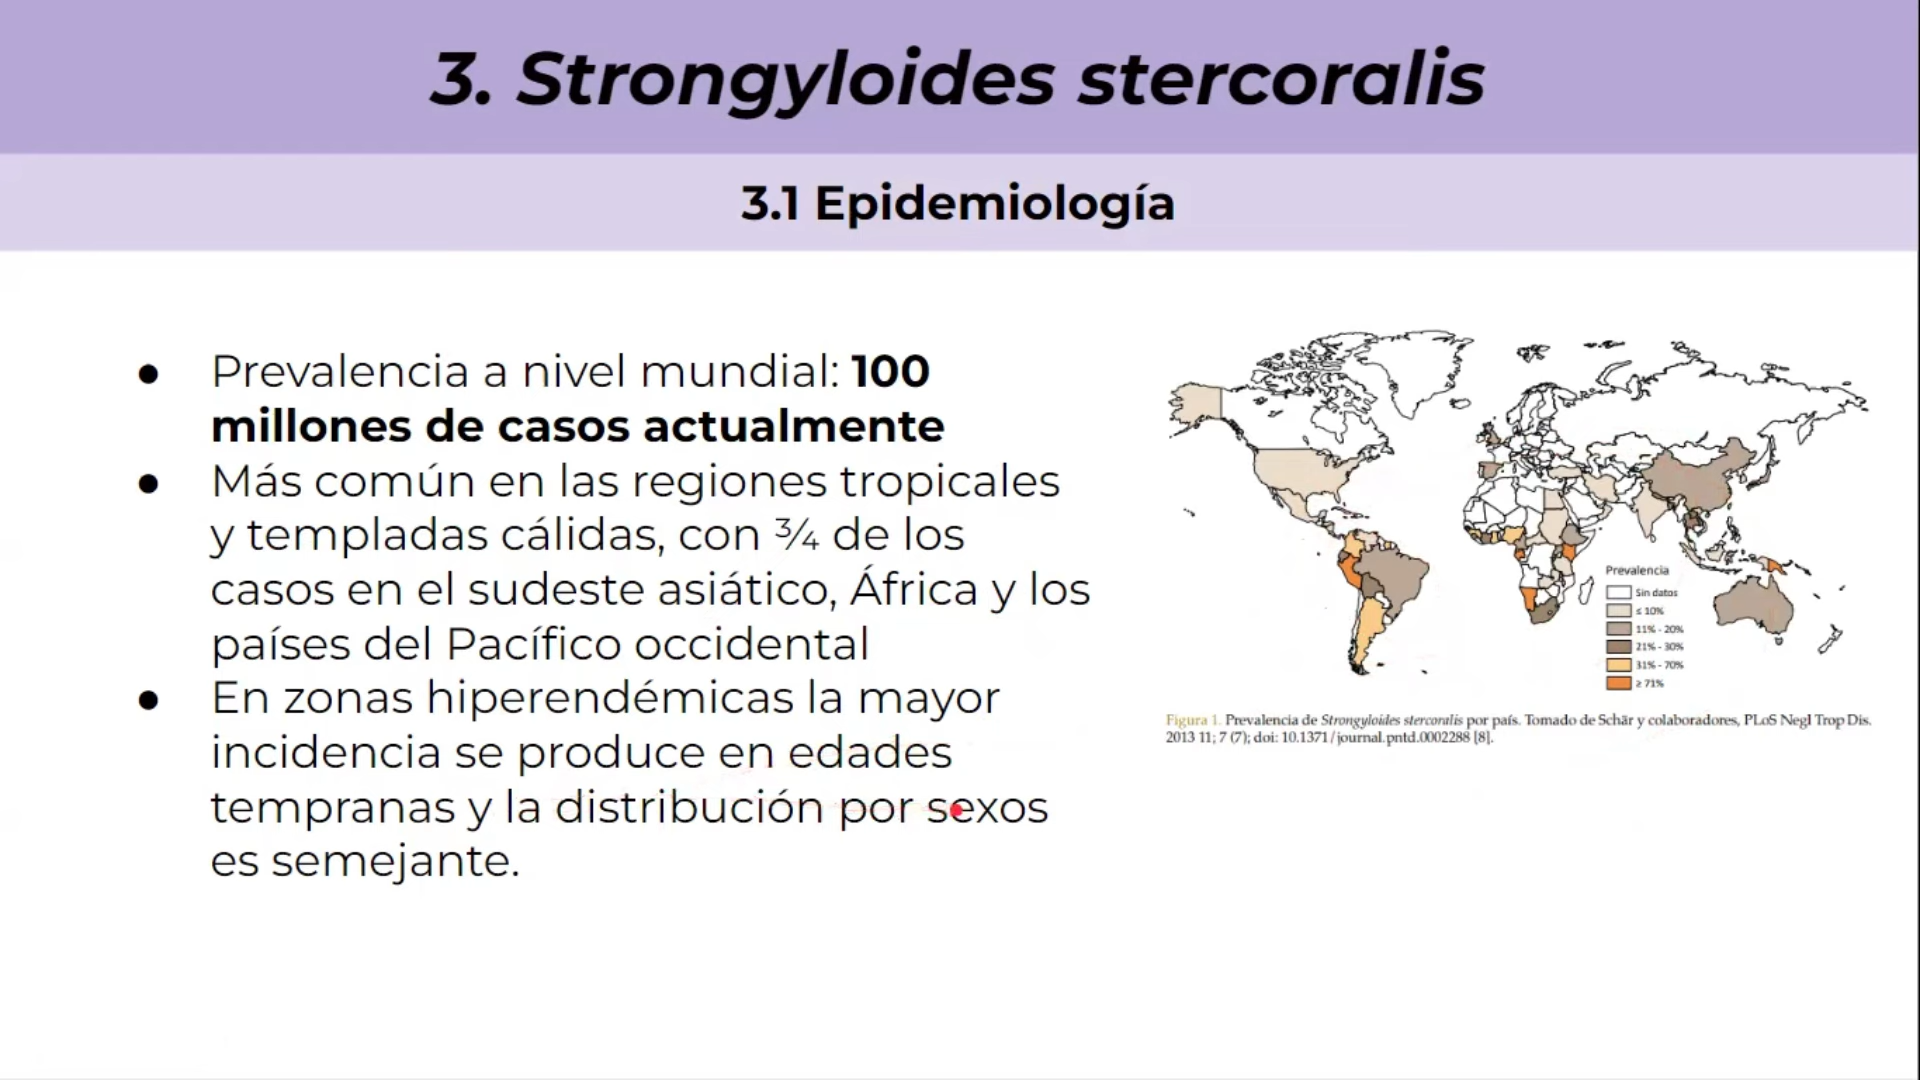 3. Strongyloides stercoralis
3.1 Epidemiología
● Prevalencia a nivel mundial: 100
millones de casos actualmente
● Más común en las regiones tropicales
y templadas cálidas, con ¾ de los
casos en el sudeste asiático, África y los
países del Pacífico occidental
● En zonas hiperendémicas la mayor
incidencia se produce en edades
tempranas y la distribución por sexos
es semejante.
Prevalencia
Sin datos
≤ 10%
11% - 20%
21% - 30%
31% - 70%
≥ 71%
Figura 1. Prevalencia de Strongyloides stercoralis por país. Tomado de Schär y colaboradores, PLoS Negl Trop Dis.
2013 11; 7 (7); doi: 10.1371/journal.pntd.0002288 [8].